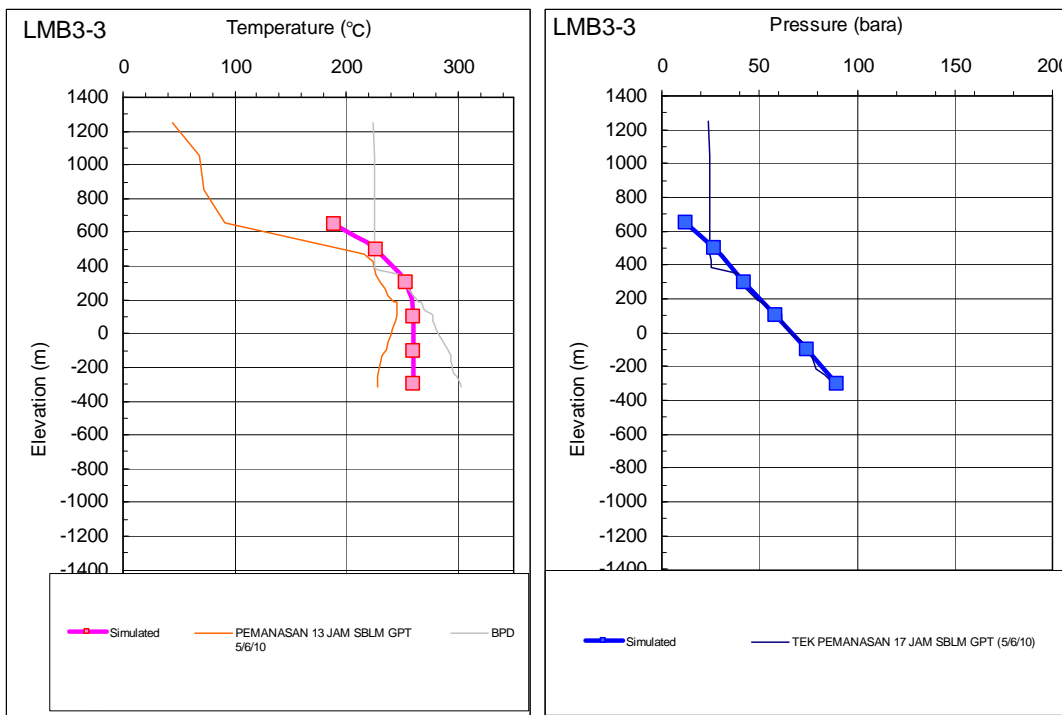 LMB3-3
Temperature (°C)
0 100 200 300
1400
1200
1000
800
600
400
200
0
-200
-400
-600
-800
-1000
-1200
-1400
Elevation (m)
Simulated
PEMANASAN 13 JAM SBLM GPT
5/6/10
BPD
LMB3-3
Pressure (bara)
0 50 100 150 200
1400
1200
1000
800
600
400
200
0
-200
-400
-600
-800
-1000
-1200
-1400
Elevation (m)
Simulated
TEK PEMANASAN 17 JAM SBLM GPT (5/6/10)